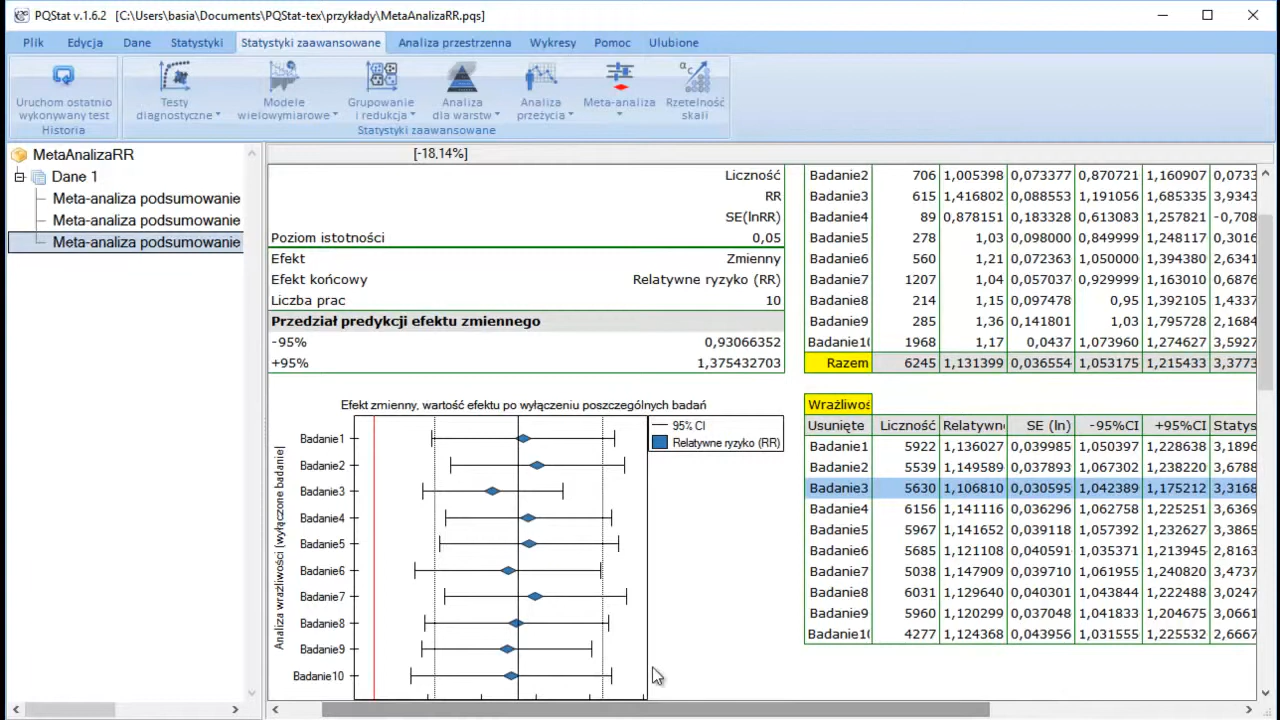 PQStat v.1.6.2 [C:\Users\basia\Documents\PQStat-tex\przykłady\MetaAnalizaRR.pqs]
Plik Edycja Dane Statystyki Statystyki zaawansowane Analiza przestrzenna Wykresy Pomoc Ulubione
Uruchom ostatnio wykonywany test
Testy diagnostyczne
Modele wielowymiarowe
Grupowanie i redukcja
Analiza dla warstw
Analiza przeżycia
Meta-analiza
Rzetelność skali
Historia
Statystyki zaawansowane
MetaAnalizaRR
Dane 1
Meta-analiza podsumowanie
Meta-analiza podsumowanie
Meta-analiza podsumowanie
[-18,14%]
Liczność
RR
SE(lnRR)
Poziom istotności 0,05
Efekt Zmienny
Efekt końcowy Relatywne ryzyko (RR)
Liczba prac 10
Przedział predykcji efektu zmiennego
-95% 0,93066352
+95% 1,375432703
Efekt zmienny, wartość efektu po wyłączeniu poszczególnych badań
95% CI
Relatywne ryzyko (RR)
Analiza wrażliwości [wyłączone badanie]
Badanie1
Badanie2
Badanie3
Badanie4
Badanie5
Badanie6
Badanie7
Badanie8
Badanie9
Badanie10
Badanie2 706 1,005398 0,073377 0,870721 1,160907 0,0733
Badanie3 615 1,416802 0,088553 1,191056 1,685335 3,9343
Badanie4 89 0,878151 0,183328 0,613083 1,257821 -0,708
Badanie5 278 1,03 0,098000 0,849999 1,248117 0,3016
Badanie6 560 1,21 0,072363 1,050000 1,394380 2,6341
Badanie7 1207 1,04 0,057037 0,929999 1,163010 0,6876
Badanie8 214 1,15 0,097478 0,95 1,392105 1,4337
Badanie9 285 1,36 0,141801 1,03 1,795728 2,1684
Badanie10 1968 1,17 0,0437 1,073960 1,274627 3,5927
Razem 6245 1,131399 0,036554 1,053175 1,215433 3,3773
Wrażliwoś
Usunięte Liczność Relatywn SE (ln) -95%CI +95%CI Statys
Badanie1 5922 1,136027 0,039985 1,050397 1,228638 3,1896
Badanie2 5539 1,149589 0,037893 1,067302 1,238220 3,6788
Badanie3 5630 1,106810 0,030595 1,042389 1,175212 3,3168
Badanie4 6156 1,141116 0,036296 1,062758 1,225251 3,6369
Badanie5 5967 1,141652 0,039118 1,057392 1,232627 3,3865
Badanie6 5685 1,121108 0,040591 1,035371 1,213945 2,8163
Badanie7 5038 1,147909 0,039710 1,061955 1,240820 3,4737
Badanie8 6031 1,129640 0,040301 1,043844 1,222488 3,0247
Badanie9 5960 1,120299 0,037048 1,041833 1,204675 3,0661
Badanie10 4277 1,124368 0,043956 1,031555 1,225532 2,6667